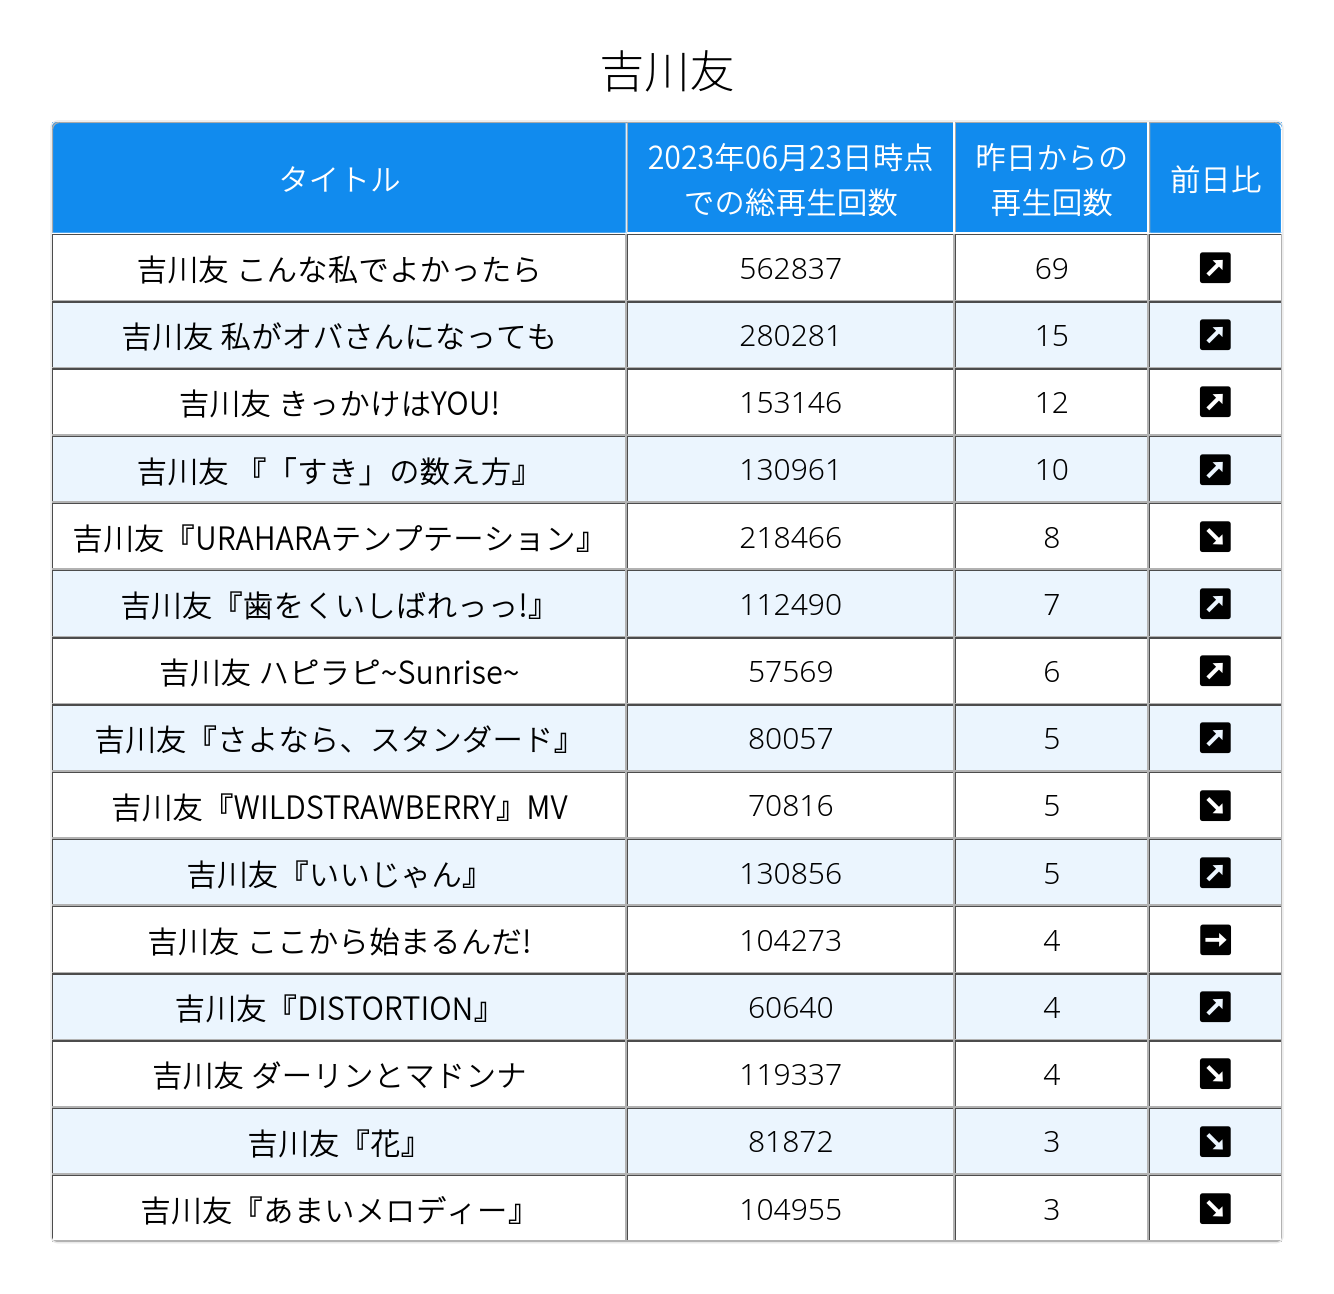 吉川友
タイトル 2023年06月23日時点 昨日からの 前日比
での総再生回数 再生回数
吉川友 こんな私でよかったら 562837 69
吉川友 私がオバさんになっても 280281 15
吉川友 きっかけはYOU! 153146 12
吉川友 『「すき」の数え方』 130961 10
吉川友『URAHARAテンプテーション』 218466 8
吉川友『歯をくいしばれっっ!』 112490 7
吉川友 ハピラピ~Sunrise~ 57569 6
吉川友『さよなら、スタンダード』 80057 5
吉川友『WILDSTRAWBERRY』MV 70816 5
吉川友『いいじゃん』 130856 5
吉川友 ここから始まるんだ! 104273 4
吉川友『DISTORTION』 60640 4
吉川友 ダーリンとマドンナ 119337 4
吉川友『花』 81872 3
吉川友『あまいメロディー』 104955 3